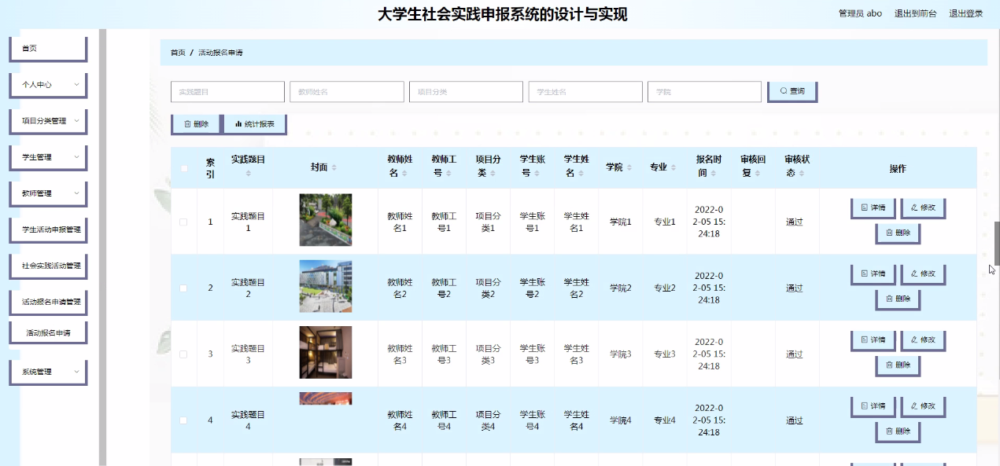 大学生社会实践申报系统的设计与实现
管理员 abo 退出到前台 退出登录
首页
个人中心
项目分类管理
学生管理
教师管理
学生活动申报管理
社会实践活动管理
活动报名申请管理
活动报名申请
系统管理
首页 / 活动报名申请
实践题目 教师姓名 项目分类 学生姓名 学院 查询
删除 统计报表
索引 实践题目 封面 教师姓名 教师工号 项目分类 学生账号 学生姓名 学院 专业 报名时间 审核回复 审核状态 操作
1 实践题目1 教师姓名1 教师工号1 项目分类1 学生账号1 学生姓名1 学院1 专业1 2022-02-05 15:24:18 通过 详情 修改 删除
2 实践题目2 教师姓名2 教师工号2 项目分类2 学生账号2 学生姓名2 学院2 专业2 2022-02-05 15:24:18 通过 详情 修改 删除
3 实践题目3 教师姓名3 教师工号3 项目分类3 学生账号3 学生姓名3 学院3 专业3 2022-02-05 15:24:18 通过 详情 修改 删除
4 实践题目4 教师姓名4 教师工号4 项目分类4 学生账号4 学生姓名4 学院4 专业4 2022-02-05 15:24:18 通过 详情 修改 删除